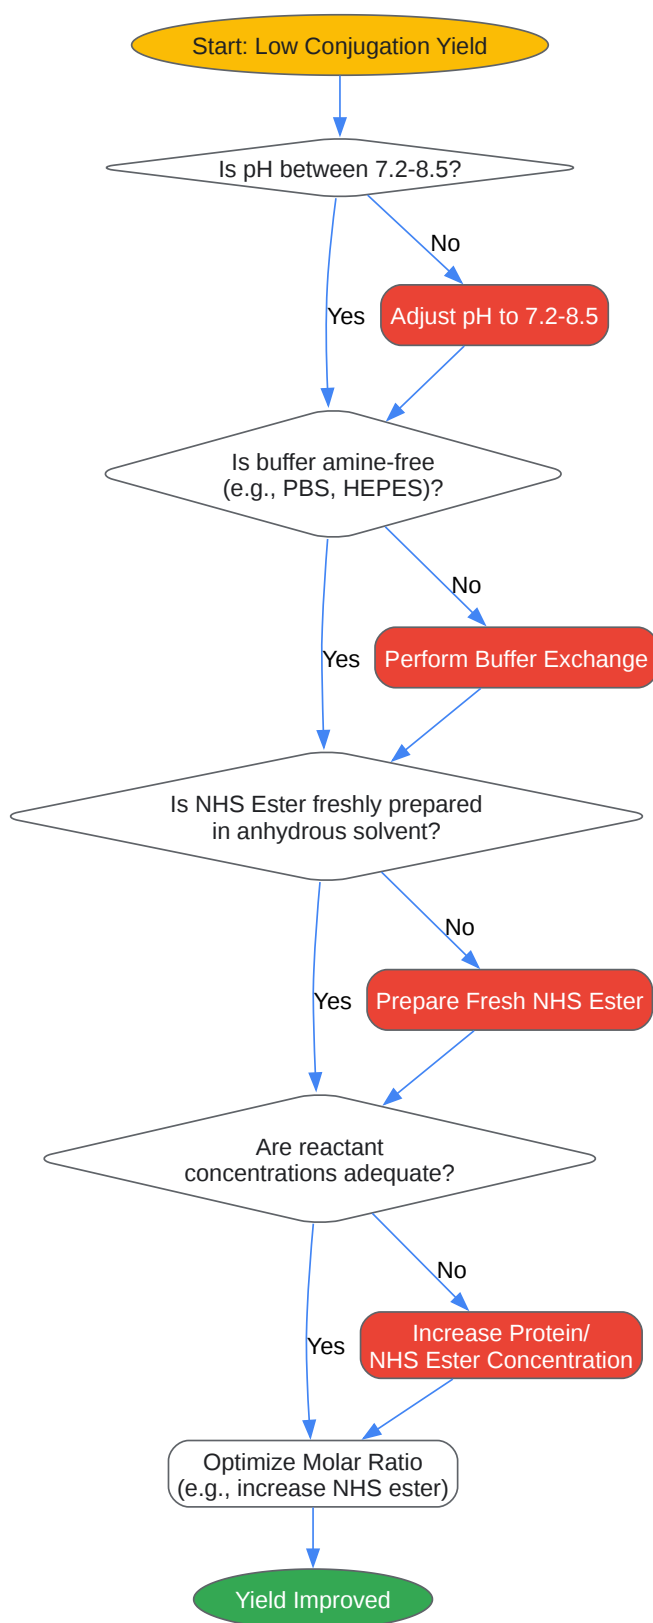 Start: Low Conjugation Yield
Is pH between 7.2-8.5?
No
Yes
Adjust pH to 7.2-8.5
Is buffer amine-free
(e.g., PBS, HEPES)?
No
Yes
Perform Buffer Exchange
Is NHS Ester freshly prepared
in anhydrous solvent?
No
Yes
Prepare Fresh NHS Ester
Are reactant
concentrations adequate?
No
Yes
Increase Protein/
NHS Ester Concentration
Optimize Molar Ratio
(e.g., increase NHS ester)
Yield Improved